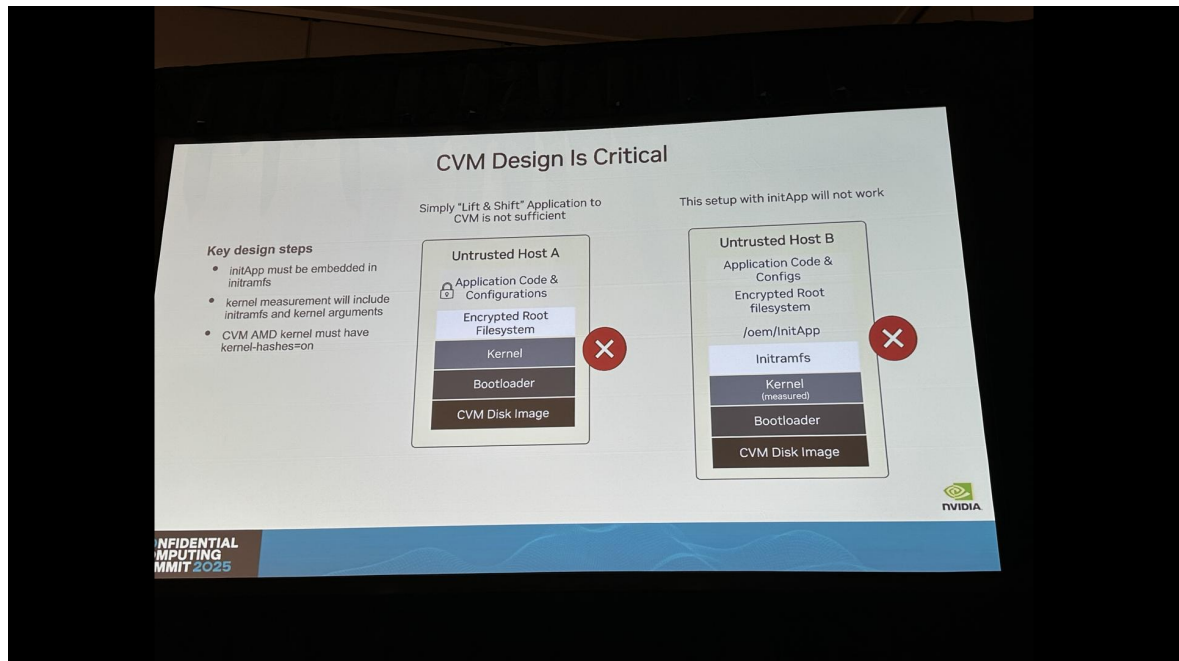 CVM Design Is Critical
Key design steps
• initApp must be embedded in
initramfs
• kernel measurement will include
initramfs and kernel arguments
• CVM AMD kernel must have
kernel-hashes=on
Simply "Lift & Shift" Application to
CVM is not sufficient
Untrusted Host A
Application Code &
Configurations
Encrypted Root
Filesystem
Kernel
Bootloader
CVM Disk Image
This setup with initApp will not work
Untrusted Host B
Application Code &
Configs
Encrypted Root
filesystem
/oem/InitApp
Initramfs
Kernel
(measured)
Bootloader
CVM Disk Image
NVIDIA.
NFIDENTIAL
MPUTING
MMIT 2025